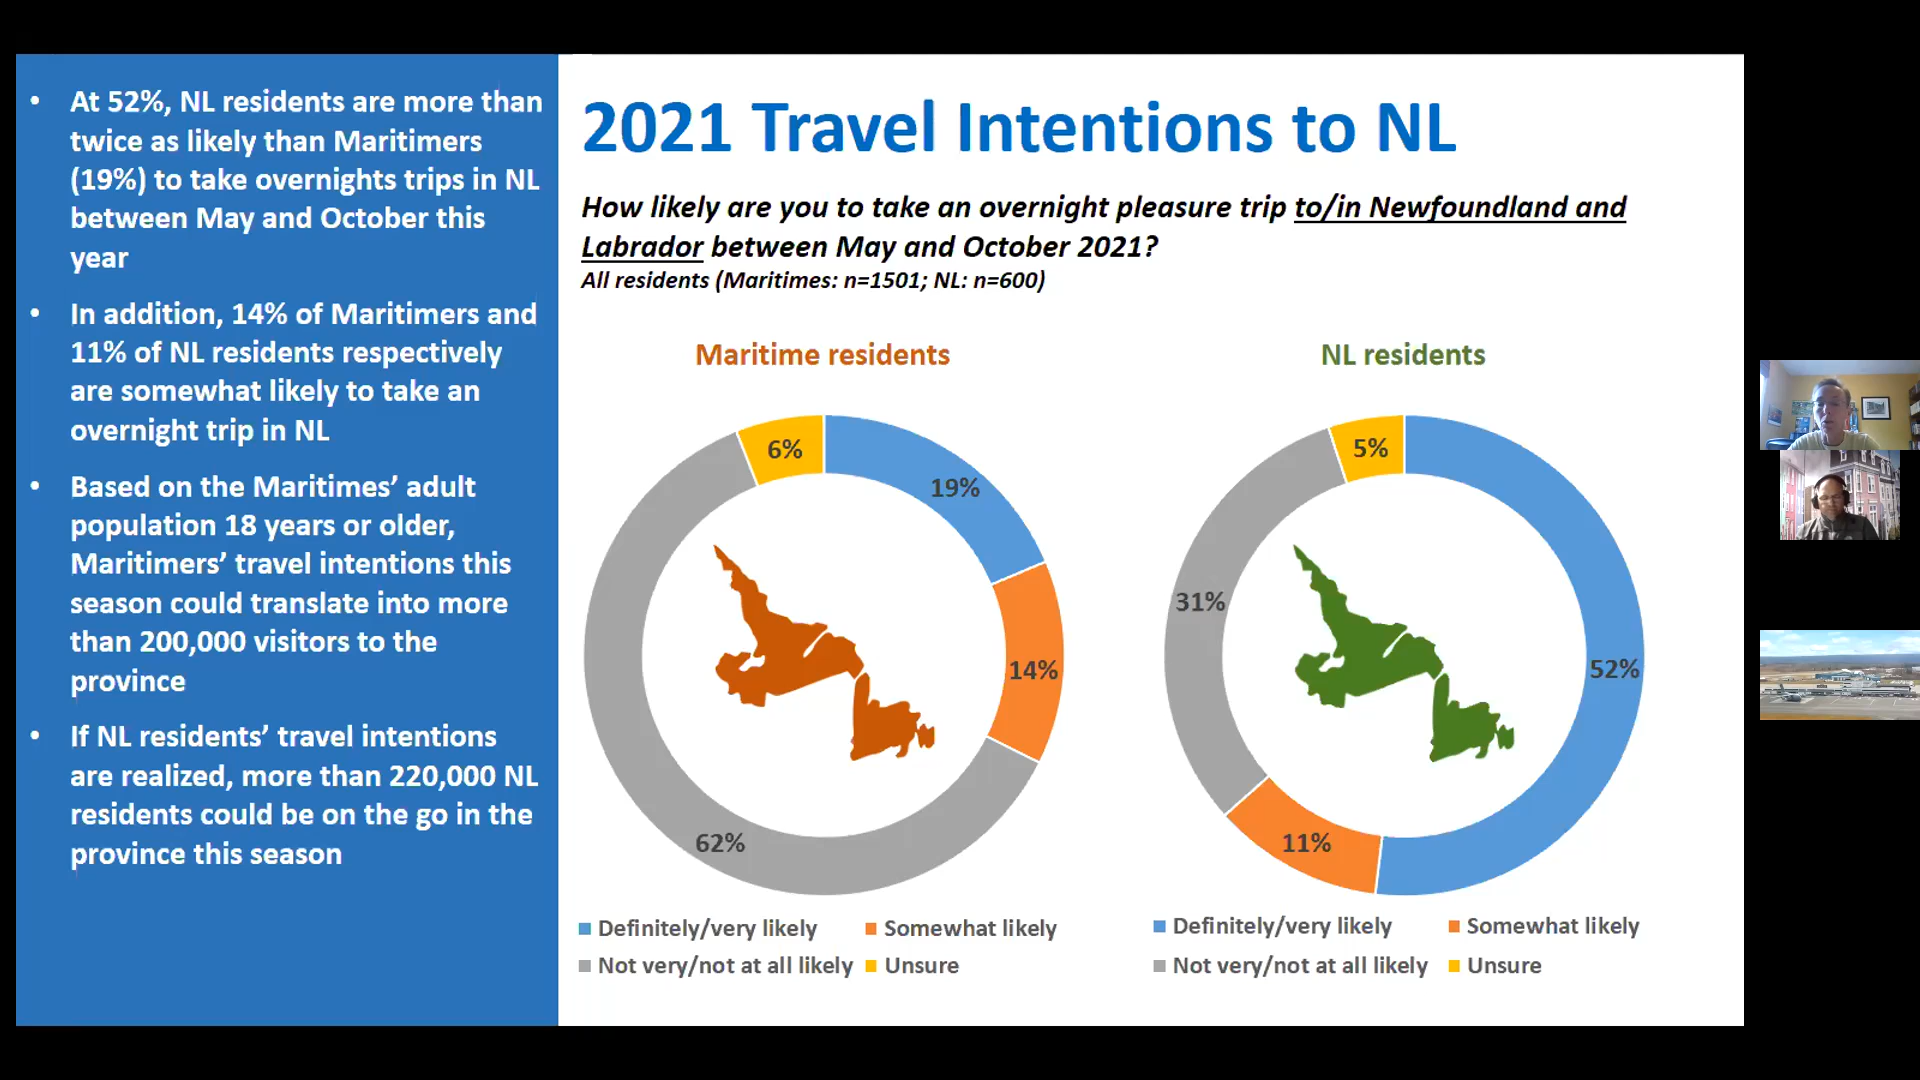 • At 52%, NL residents are more than
twice as likely than Maritimers
(19%) to take overnights trips in NL
between May and October this
year
• In addition, 14% of Maritimers and
11% of NL residents respectively
are somewhat likely to take an
overnight trip in NL
• Based on the Maritimes’ adult
population 18 years or older,
Maritimers’ travel intentions this
season could translate into more
than 200,000 visitors to the
province
• If NL residents’ travel intentions
are realized, more than 220,000 NL
residents could be on the go in the
province this season
2021 Travel Intentions to NL
How likely are you to take an overnight pleasure trip to/in Newfoundland and
Labrador between May and October 2021?
All residents (Maritimes: n=1501; NL: n=600)
Maritime residents
6%
19%
14%
62%
Definitely/very likely
Somewhat likely
Not very/not at all likely
Unsure
NL residents
5%
31%
52%
11%
Definitely/very likely
Somewhat likely
Not very/not at all likely
Unsure